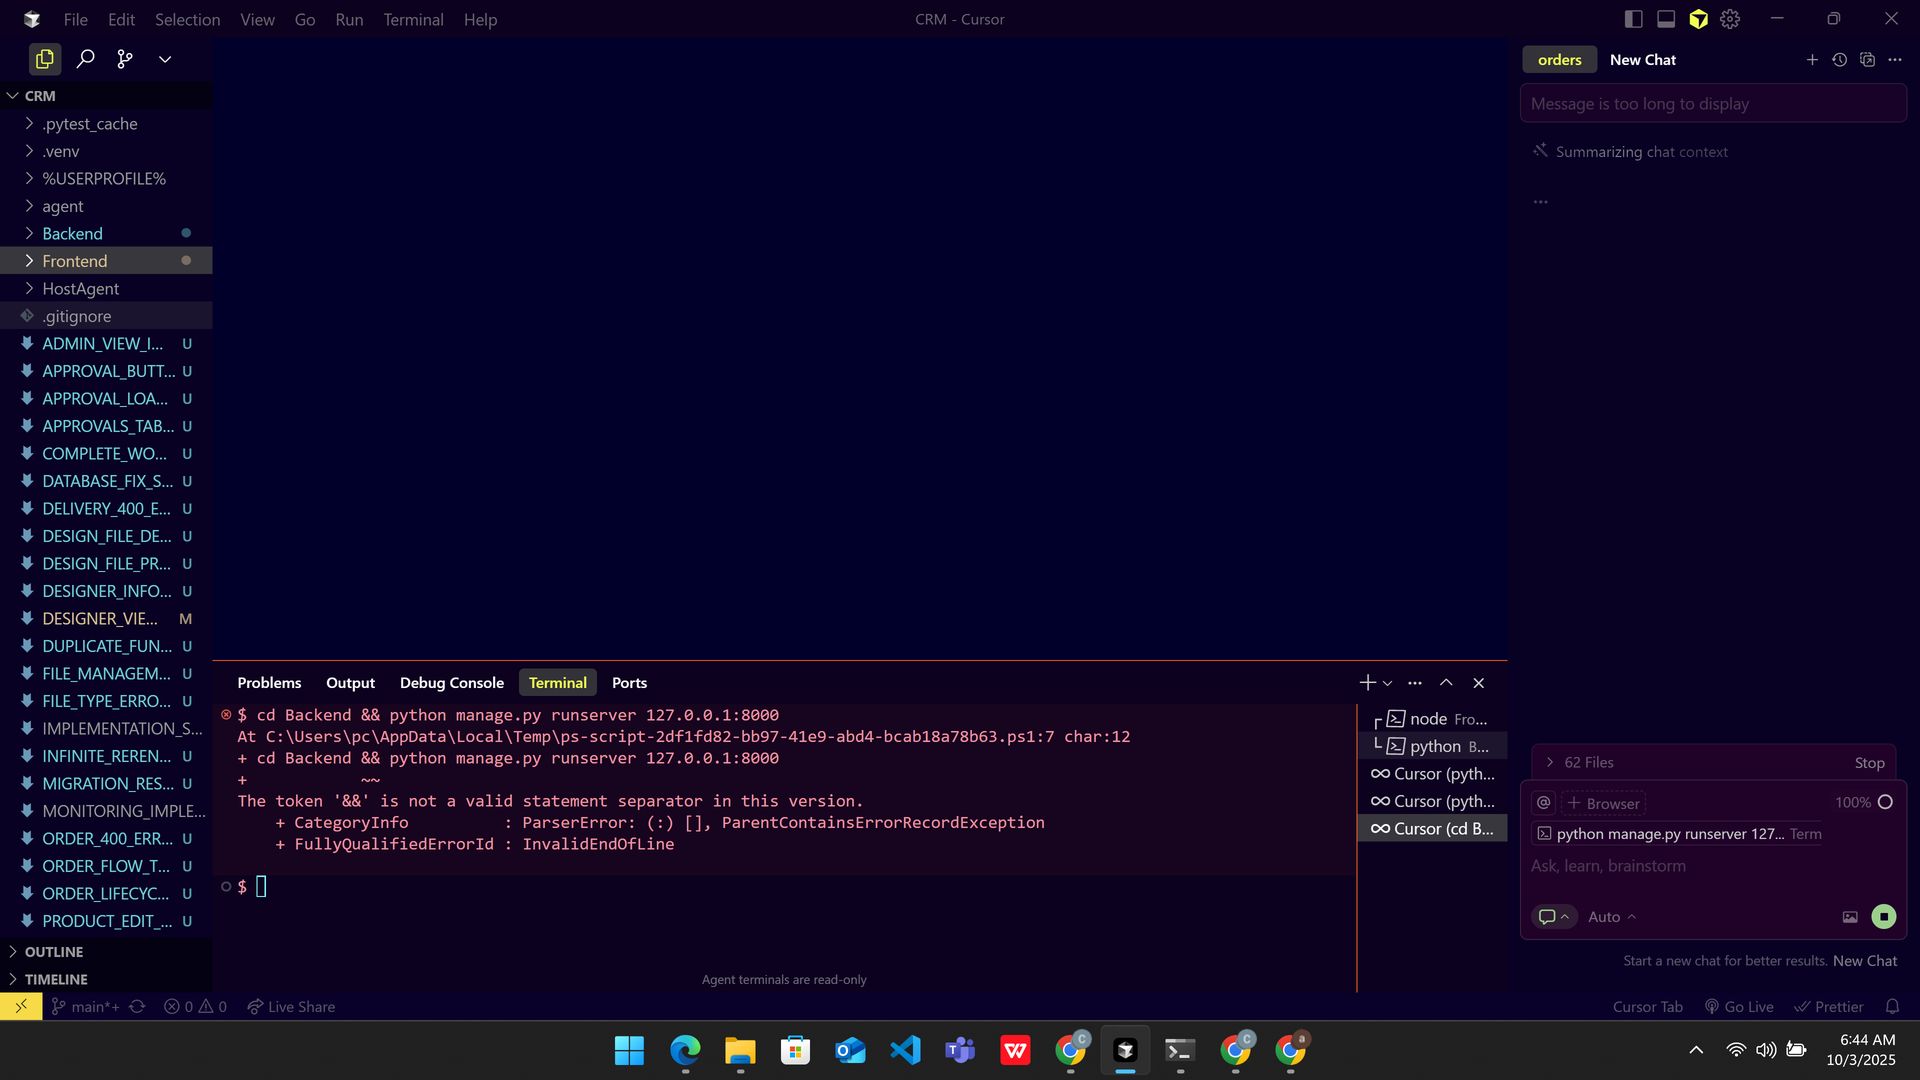 File Edit Selection View Go Run Terminal Help
CRM - Cursor
CRM
.pytest_cache
.venv
%USERPROFILE%
agent
Backend
Frontend
HostAgent
.gitignore
ADMIN_VIEW_I... U
APPROVAL_BUTT... U
APPROVAL_LOA... U
APPROVALS_TAB... U
COMPLETE_WO... U
DATABASE_FIX_S... U
DELIVERY_400_E... U
DESIGN_FILE_DE... U
DESIGN_FILE_PR... U
DESIGNER_INFO... U
DESIGNER_VIE... M
DUPLICATE_FUN... U
FILE_MANAGEM... U
FILE_TYPE_ERRO... U
IMPLEMENTATION_S...
INFINITE_REREN... U
MIGRATION_RES... U
MONITORING_IMPLE...
ORDER_400_ERR... U
ORDER_FLOW_T... U
ORDER_LIFECYC... U
PRODUCT_EDIT_... U
OUTLINE
TIMELINE
Problems Output Debug Console Terminal Ports
$ cd Backend && python manage.py runserver 127.0.0.1:8000
At C:\Users\pc\AppData\Local\Temp\ps-script-2df1fd82-bb97-41e9-abd4-bcab18a78b63.ps1:7 char:12
+ cd Backend && python manage.py runserver 127.0.0.1:8000
+            ~~
The token '&&' is not a valid statement separator in this version.
    + CategoryInfo          : ParserError: (:) [], ParentContainsErrorRecordException
    + FullyQualifiedErrorId : InvalidEndOfLine
$
Agent terminals are read-only
node Fro...
python B...
Cursor (pyth...
Cursor (pyth...
Cursor (cd B...
orders New Chat
Message is too long to display
Summarizing chat context
...
62 Files Stop
@ + Browser 100%
python manage.py runserver 127... Term
Ask, learn, brainstorm
Auto
Start a new chat for better results. New Chat
main*+ 0 0 Live Share
Cursor Tab Go Live Prettier
6:44 AM
10/3/2025